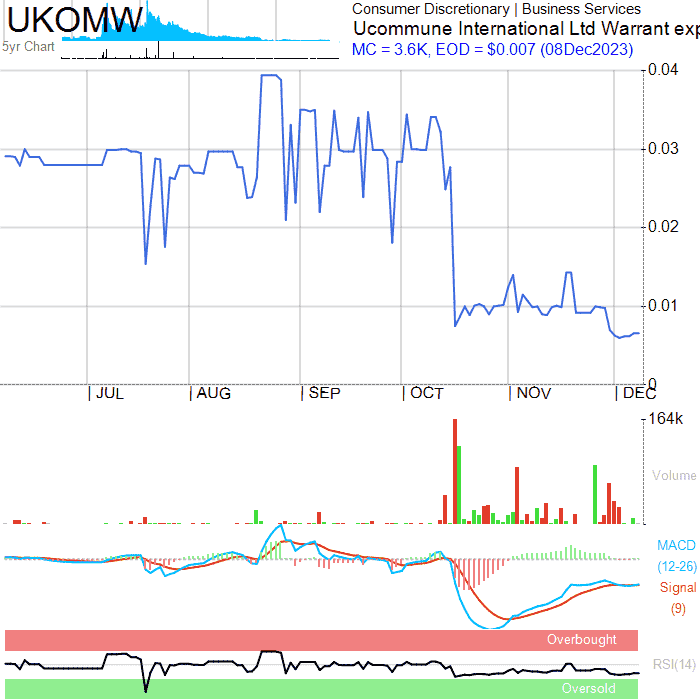 UKOMW
5yr Chart
Consumer Discretionary | Business Services
Ucommune International Ltd Warrant exp
MC = 3.6K, EOD = $0.007 (08Dec2023)
0.04
0.03
0.02
0.01
0
JUL AUG SEP OCT NOV DEC
164k
Volume
MACD
(12-26)
Signal
(9)
Overbought
RSI(14)
Oversold